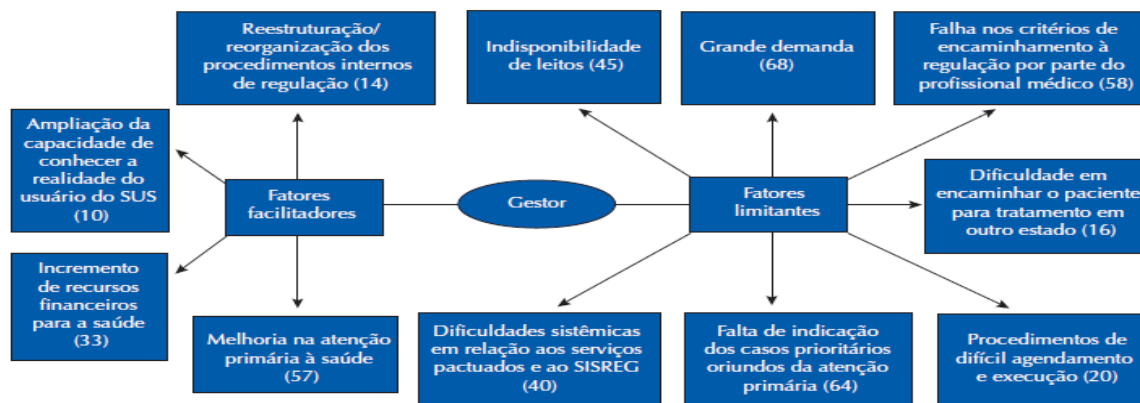 Reestruturação/
reorganização dos
procedimentos internos
de regulação (14)
Indisponibilidade
de leitos (45)
Grande demanda
(68)
Falha nos critérios de
encaminhamento à
regulação por parte do
profissional médico (58)
Ampliação da
capacidade de
conhecer a
realidade do
usuário do SUS
(10)
Fatores
facilitadores
Gestor
Fatores
limitantes
Dificuldade em
encaminhar o paciente
para tratamento em
outro estado (16)
Incremento
de recursos
financeiros
para a saúde
(33)
Melhoria na atenção
primária à saúde
(57)
Dificuldades sistêmicas
em relação aos serviços
pactuados e ao SISREG
(40)
Falta de indicação
dos casos prioritários
oriundos da atenção
primária (64)
Procedimentos de
difícil agendamento
e execução (20)